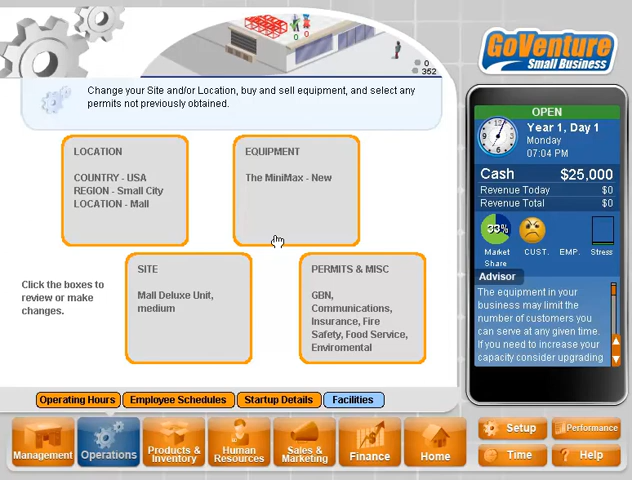 0
0
0
352
GoVenture
Small Business
Change your Site and/or Location, buy and sell equipment, and select any
permits not previously obtained.
OPEN
Year 1, Day 1
Monday
07:04 PM
Cash $25,000
Revenue Today $0
Revenue Total $0
33%
Market
Share
CUST.
EMP.
Stress
Advisor
The equipment in your
business may limit the
number of customers you
can serve at any given time.
If you need to increase your
capacity consider upgrading
LOCATION
COUNTRY - USA
REGION - Small City
LOCATION - Mall
EQUIPMENT
The MiniMax - New
Click the boxes to
review or make
changes.
SITE
Mall Deluxe Unit,
medium
PERMITS & MISC
GBN,
Communications,
Insurance, Fire
Safety, Food Service,
Enviromental
Operating Hours
Employee Schedules
Startup Details
Facilities
Management
Operations
Products &
Inventory
Human
Resources
Sales &
Marketing
Finance
Home
Setup
Performance
Time
Help